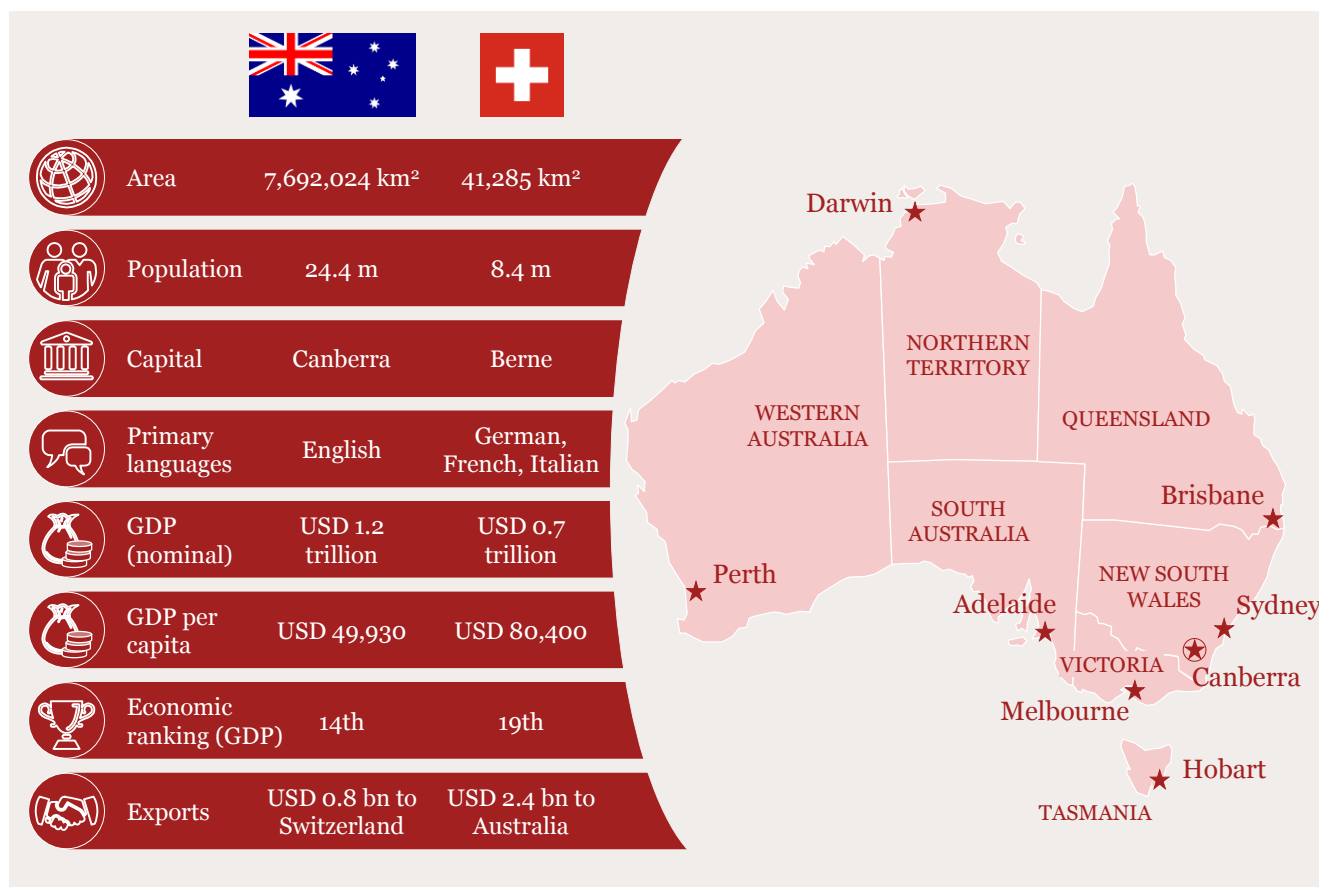 Area 7,692,024 km² 41,285 km²
Population 24.4 m 8.4 m
Capital Canberra Berne
Primary
languages
English
German,
French, Italian
GDP
(nominal)
USD 1.2
trillion
USD 0.7
trillion
GDP per
capita
USD 49,930 USD 80,400
Economic
ranking (GDP)
14th 19th
Exports
USD 0.8 bn to
Switzerland
USD 2.4 bn to
Australia
Darwin
NORTHERN
TERRITORY
WESTERN
AUSTRALIA
QUEENSLAND
Brisbane
SOUTH
AUSTRALIA
Perth
NEW SOUTH
WALES
Adelaide
Sydney
VICTORIA
Canberra
Melbourne
Hobart
TASMANIA